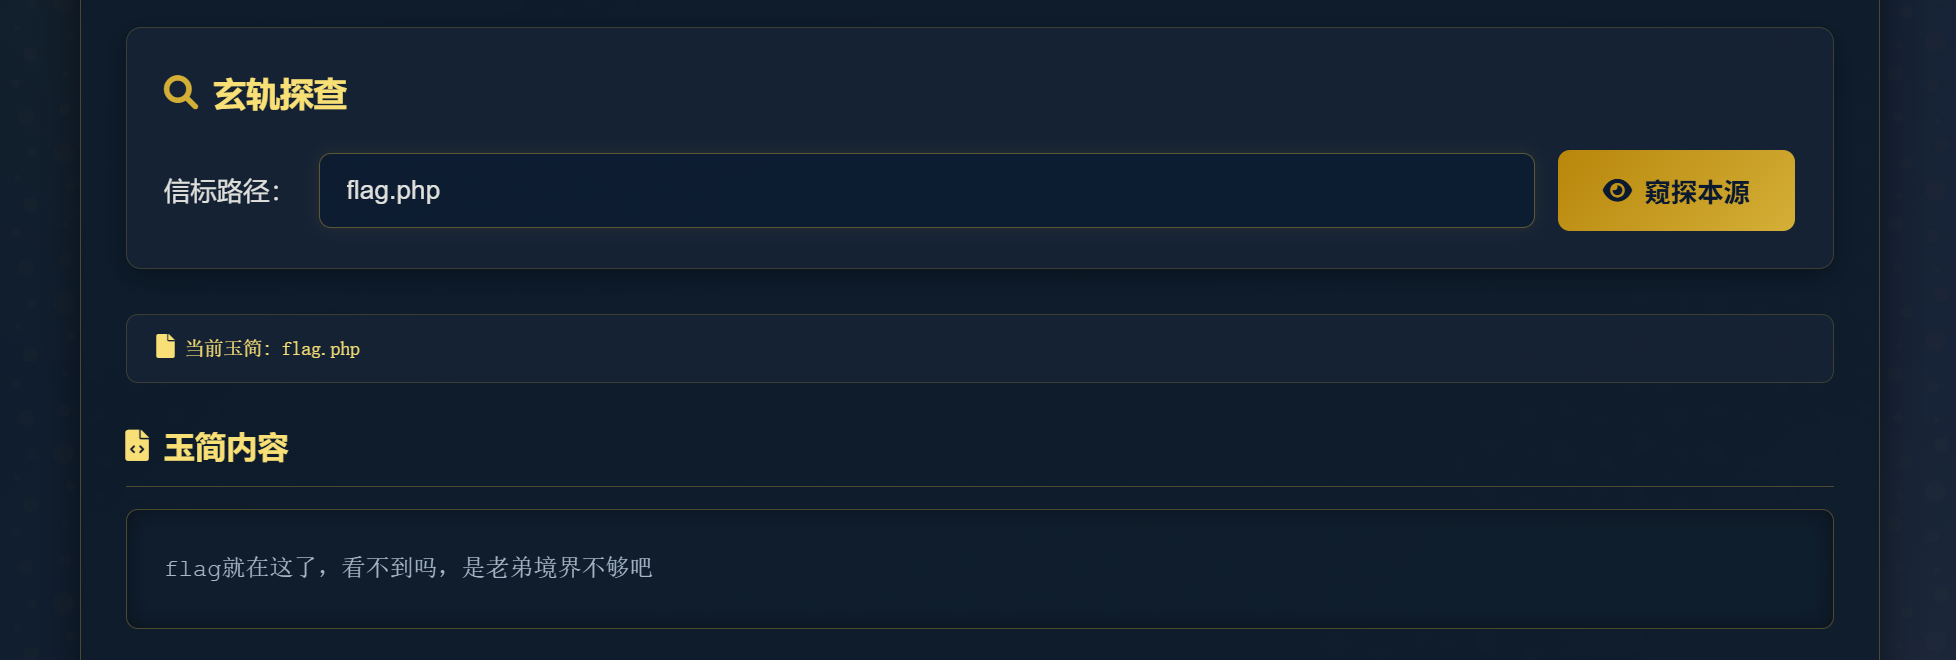 玄轨探查
信标路径：
flag.php
窥探本源
当前玉简：flag.php
玉简内容
flag就在这了，看不到吗，是老弟境界不够吧